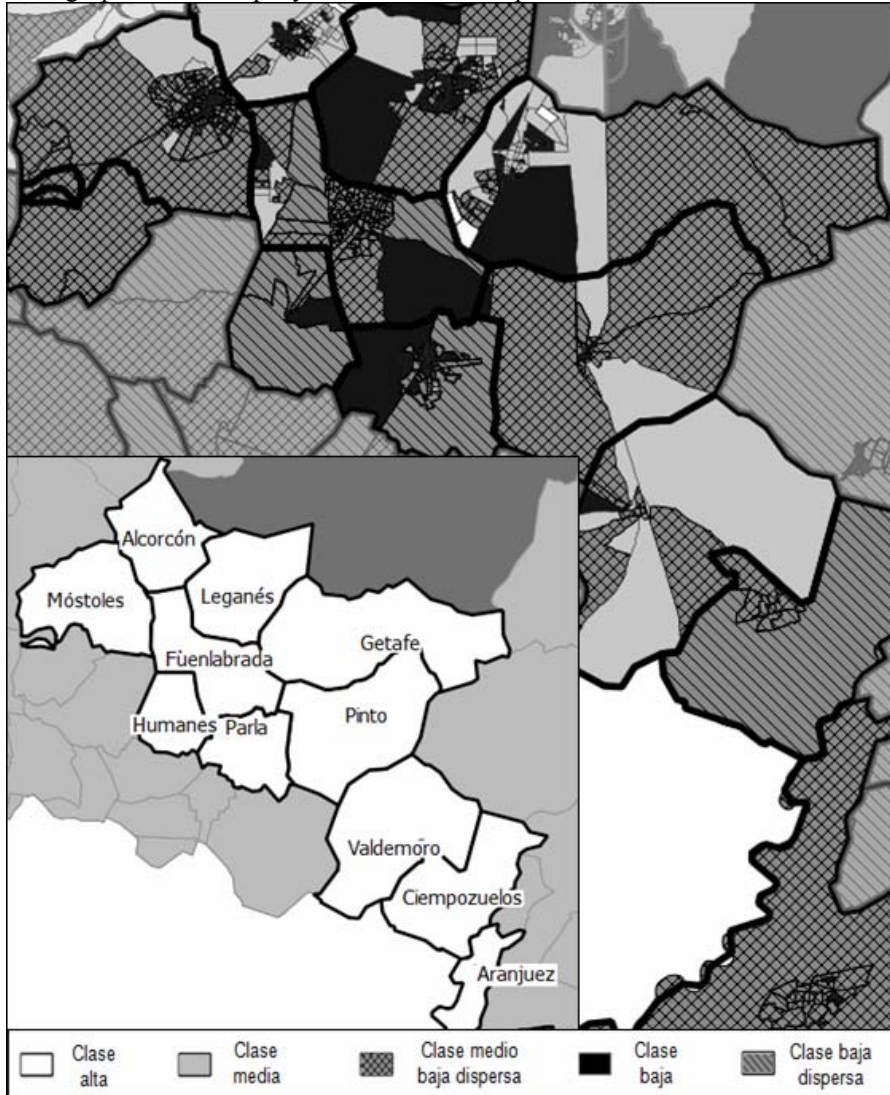 Alcorcón
Móstoles
Leganés
Getafe
Fuenlabrada
Humanes
Parla
Pinto
Valdemoro
Ciempozuelos
Aranjuez
Clase alta
Clase media
Clase medio baja dispersa
Clase baja
Clase baja dispersa